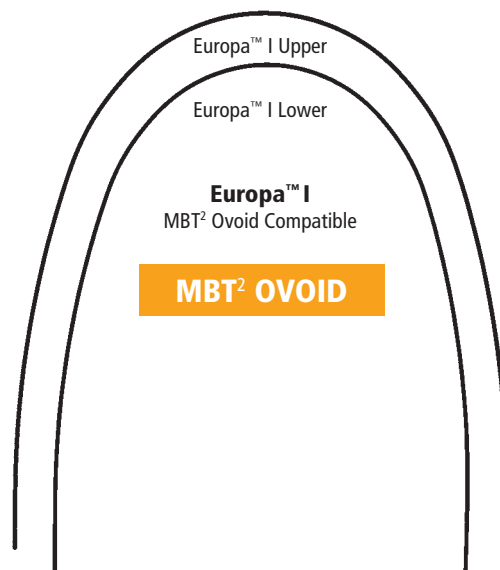 Europa™ I Upper
Europa™ I Lower
Europa™ I
MBT² Ovoid Compatible
MBT² OVOID